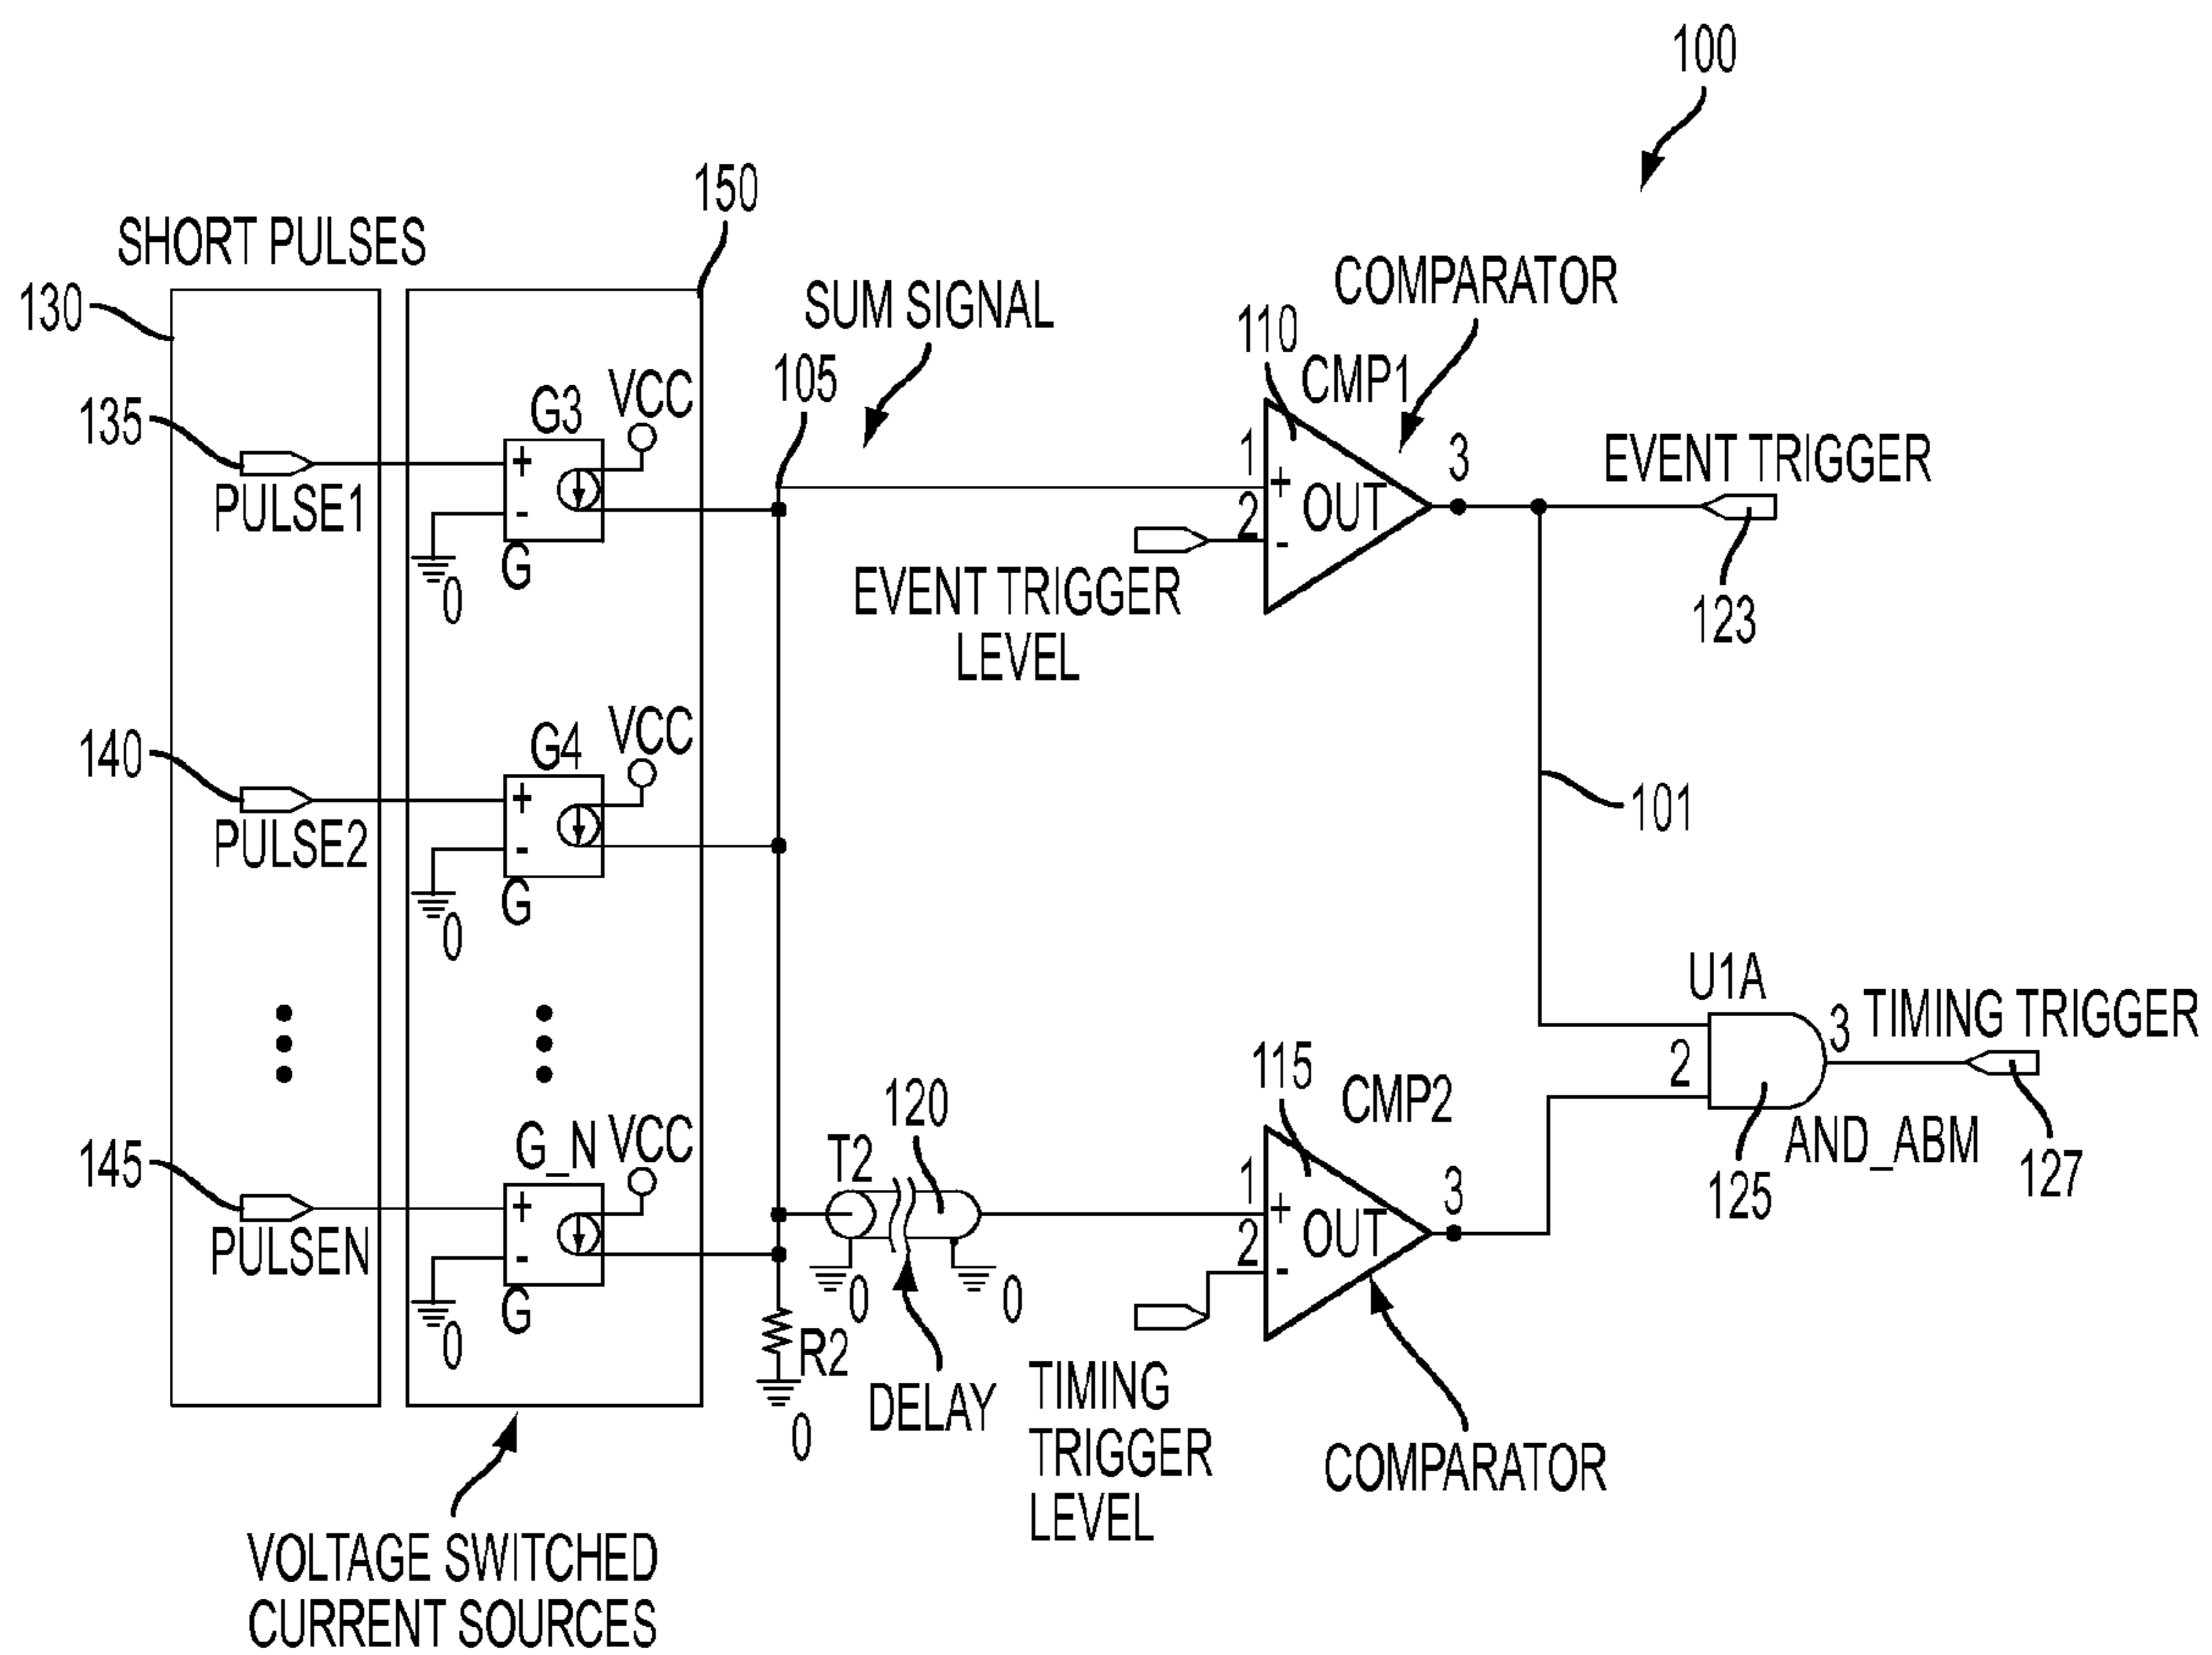 100
150
SHORT PULSES
130
SUM SIGNAL
105
COMPARATOR
110
CMP1
135
PULSE1
G3
VCC
+
-
G
0
1
+
2
-
OUT
3
EVENT TRIGGER
123
EVENT TRIGGER
LEVEL
140
PULSE2
G4
VCC
+
-
G
0
101
U1A
2
3
TIMING TRIGGER
125
AND_ABM
127
145
PULSEN
G_N
VCC
+
-
G
0
T2
120
0
0
DELAY
R2
0
115
CMP2
1
+
2
-
OUT
3
TIMING
TRIGGER
LEVEL
COMPARATOR
VOLTAGE SWITCHED
CURRENT SOURCES